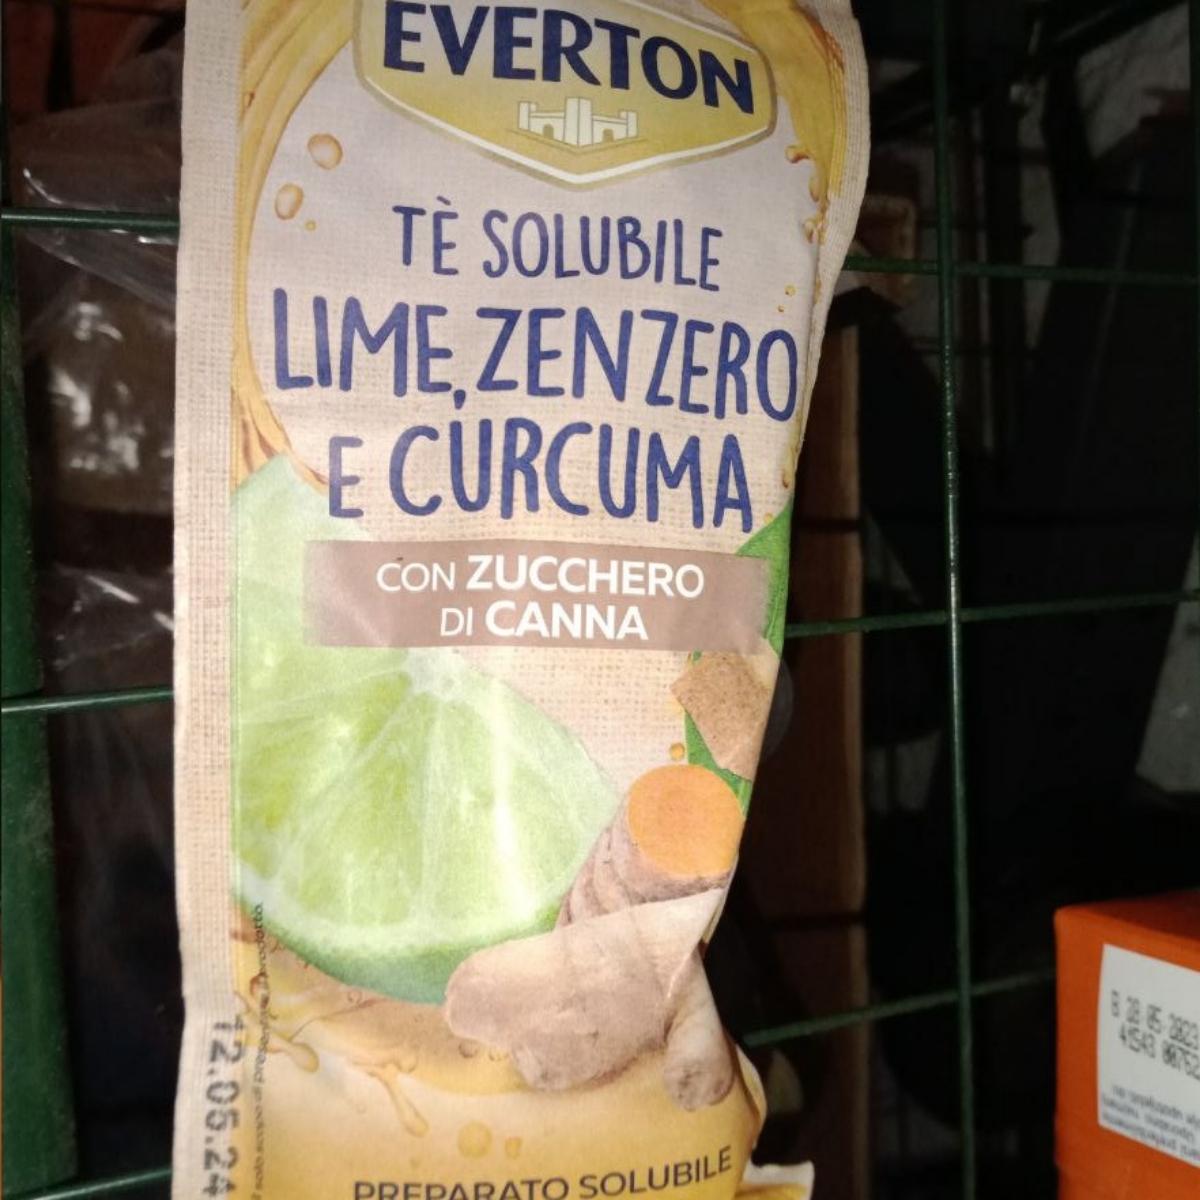 EVERTON
TÈ SOLUBILE
LIME, ZENZERO
E CURCUMA
CON ZUCCHERO
DI CANNA
PREPARATO SOLUBILE
12.05.24